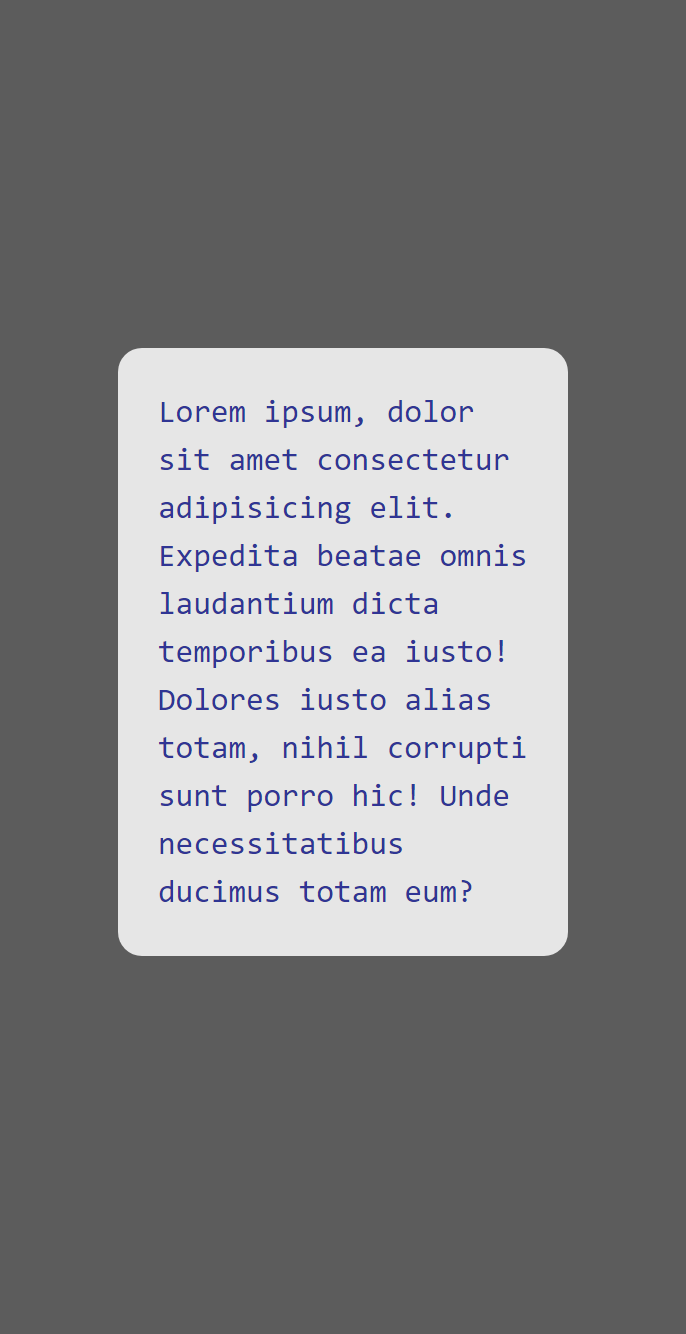 Lorem ipsum, dolor
sit amet consectetur
adipisicing elit.
Expedita beatae omnis
laudantium dicta
temporibus ea iusto!
Dolores iusto alias
totam, nihil corrupti
sunt porro hic! Unde
necessitatibus
ducimus totam eum?